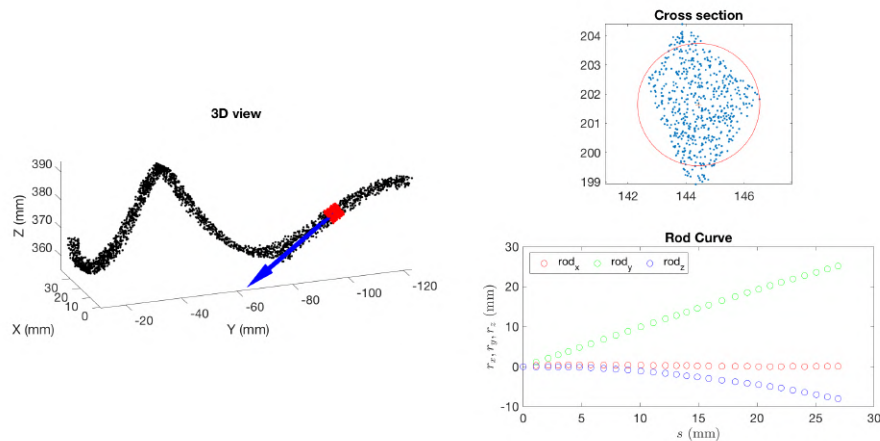 3D view
Z (mm)
390
380
370
360
30
20
10
0
X (mm)
-20
-40
-60
-80
-100
-120
Y (mm)
Cross section
204
203
202
201
200
199
142
144
146
Rod Curve
rod_x rod_y rod_z
30
20
10
0
-10
r_x, r_y, r_z (mm)
0 5 10 15 20 25 30
s (mm)